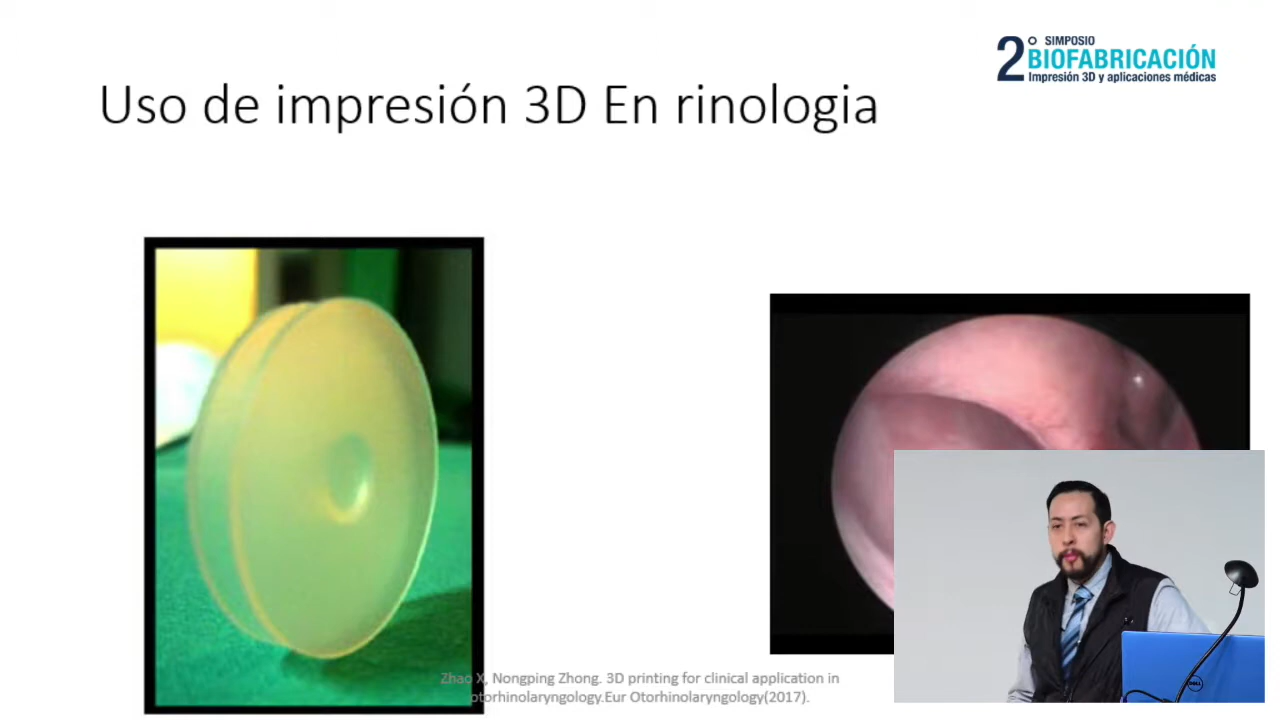 2° SIMPOSIO
BIOFABRICACIÓN
Impresión 3D y aplicaciones médicas
Uso de impresión 3D En rinologia
Zhao X, Nongping Zhong. 3D printing for clinical application in
otorhinolaryngology.Eur Otorhinolaryngology(2017).
DELL